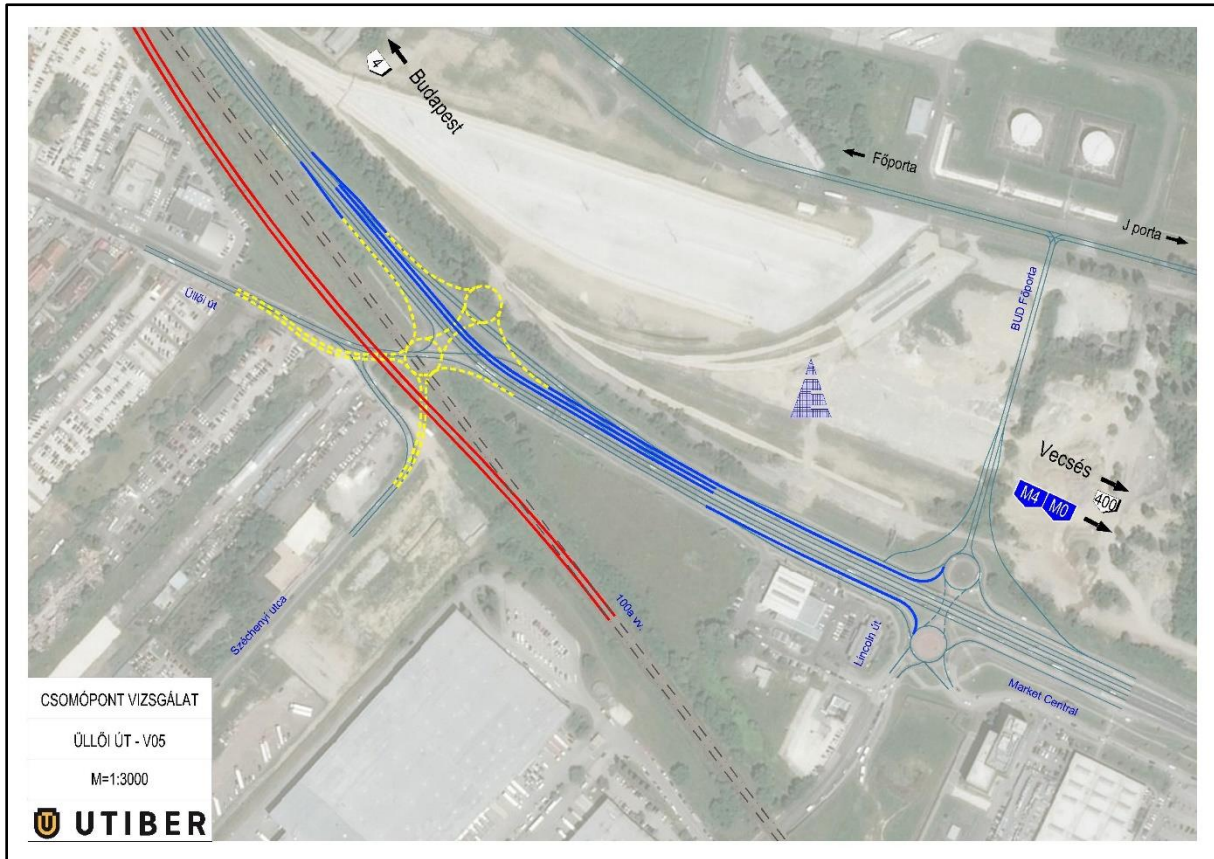 4
Budapest
Főporta
J porta
BUD Főporta
Üllői út
Vecsés
M4
M0
400
100a vv.
Széchenyi utca
Lincoln út
Market Central
CSOMÓPONT VIZSGÁLAT
ÜLLŐI ÚT - V05
M=1:3000
UTIBER